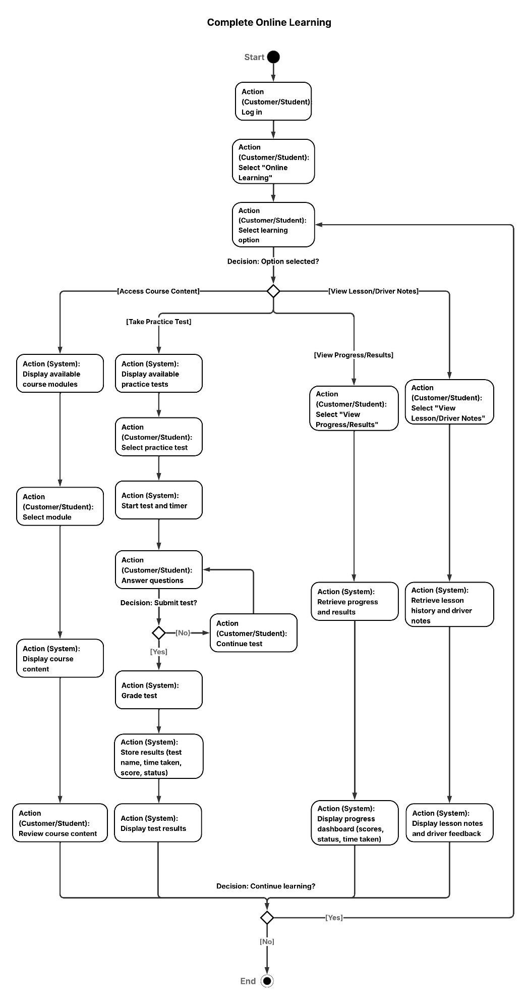 Complete Online Learning
Start
Action
(Customer/Student):
Log in
Action
(Customer/Student):
Select "Online
Learning"
Action
(Customer/Student):
Select learning
option
Decision: Option selected?
[Access Course Content]
[View Lesson/Driver Notes]
[Take Practice Test]
[View Progress/Results]
Action (System):
Display available
course modules
Action (System):
Display available
practice tests
Action
(Customer/Student):
Select "View
Progress/Results"
Action
(Customer/Student):
Select "View
Lesson/Driver Notes"
Action
(Customer/Student):
Select practice test
Action
(Customer/Student):
Select module
Action (System):
Start test and timer
Action
(Customer/Student):
Answer questions
Decision: Submit test?
[No}
Action
(Customer/Student):
Continue test
[Yes]
Action (System):
Retrieve progress
and results
Action (System):
Retrieve lesson
history and driver
notes
Action (System):
Display course
content
Action (System):
Grade test
Action (System):
Store results (test
name, time taken,
score, status)
Action
(Customer/Student):
Review course content
Action (System):
Display test results
Action (System):
Display progress
dashboard (scores,
status, time taken)
Action (System):
Display lesson notes
and driver feedback
Decision: Continue learning?
[Yes]
[No]
End